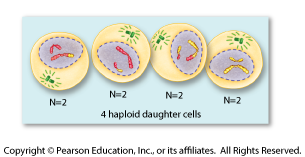 N=2 N=2 N=2 N=2
4 haploid daughter cells
Copyright © Pearson Education, Inc., or its affiliates. All Rights Reserved.